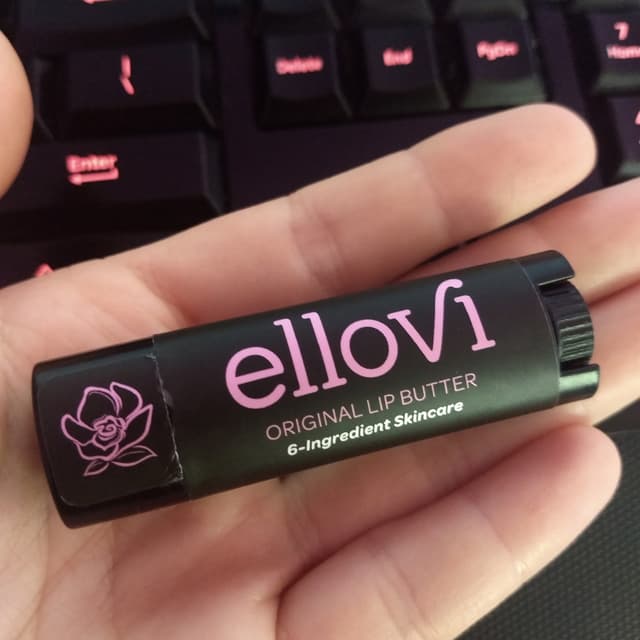 Delete
End
PgDn
7
Home
Enter
ellovi
ORIGINAL LIP BUTTER
6-Ingredient Skincare